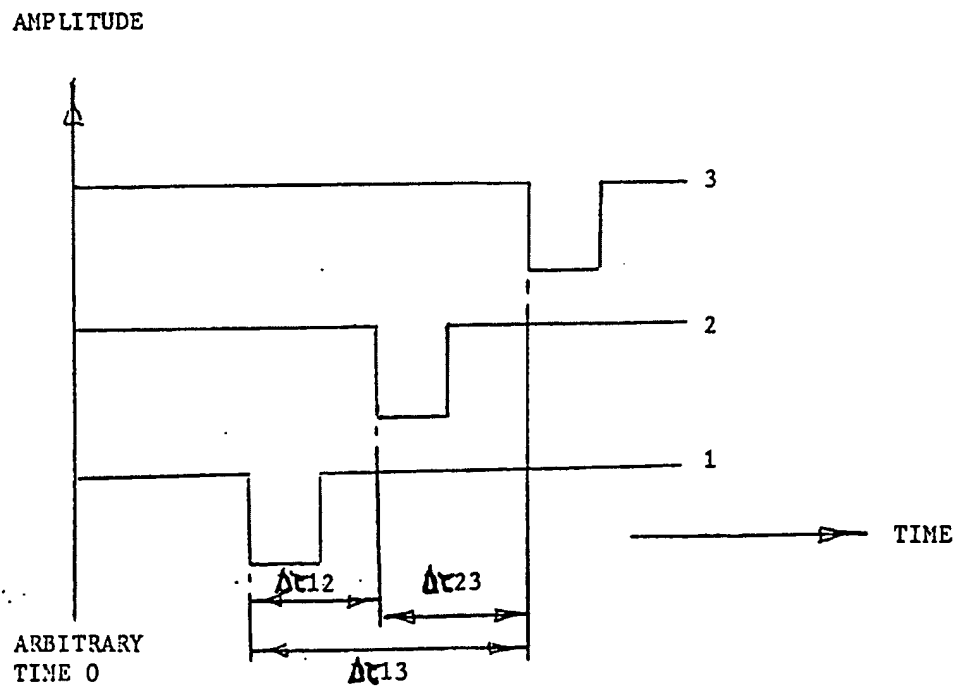 AMPLITUDE
3
2
1
TIME
Δτ12
Δτ23
Δτ13
ARBITRARY
TIME 0